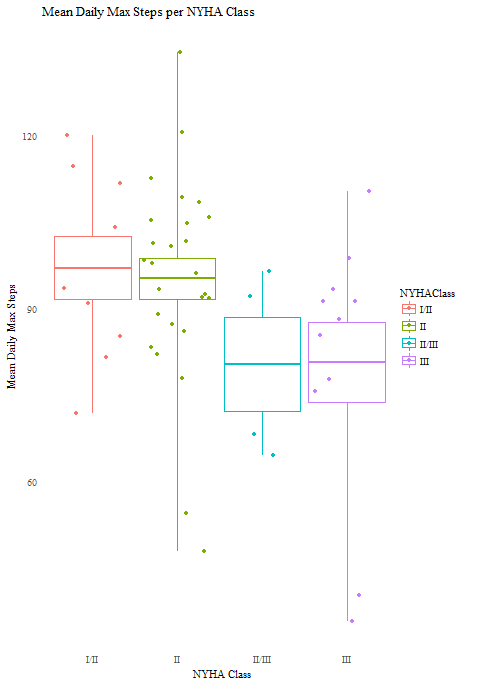 Mean Daily Max Steps per NYHA Class
120
90
60
Mean Daily Max Steps
I/II
II
II/III
III
NYHA Class
NYHAClass
I/II
II
II/III
III